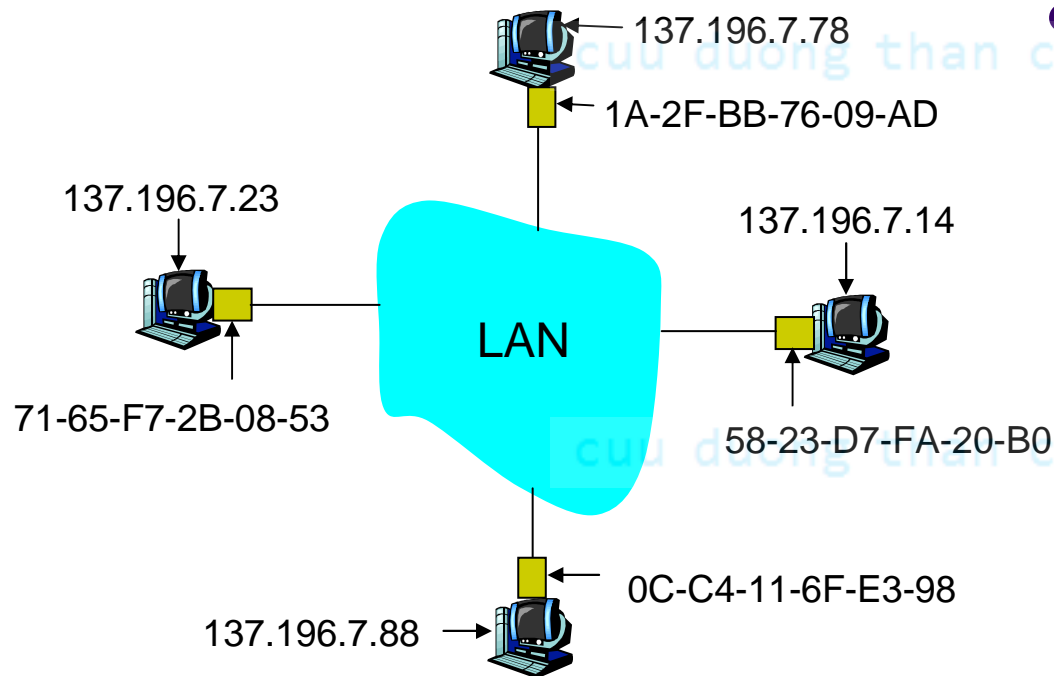 137.196.7.78
cuu duong than c
1A-2F-BB-76-09-AD
137.196.7.23
137.196.7.14
LAN
71-65-F7-2B-08-53
58-23-D7-FA-20-B0
cuu duong than c
0C-C4-11-6F-E3-98
137.196.7.88